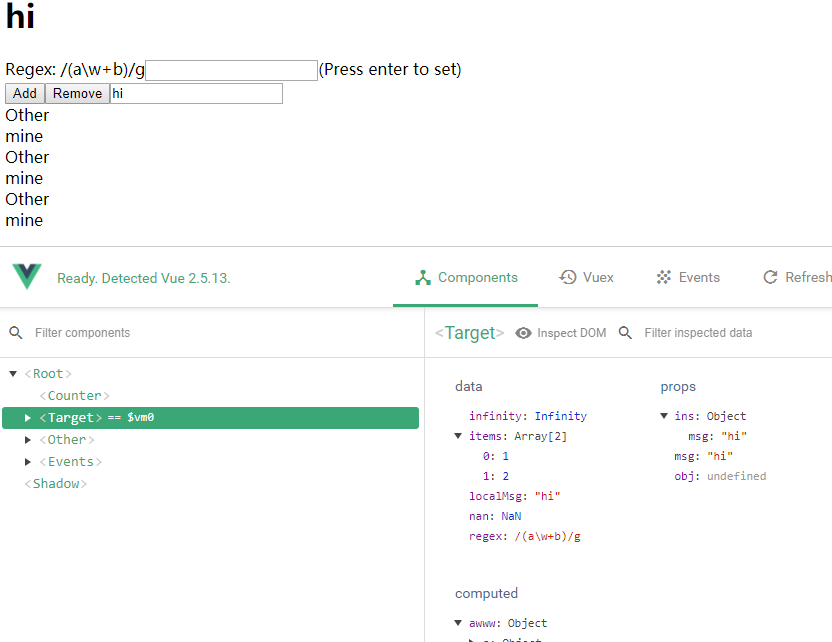 hi
Regex: /(a\w+b)/g (Press enter to set)
Add Remove hi
Other
mine
Other
mine
Other
mine
Ready. Detected Vue 2.5.13. Components Vuex Events Refresh
Filter components
<Target> Inspect DOM Filter inspected data
<Root>
<Counter>
<Target> == $vm0
<Other>
<Events>
<Shadow>
data
infinity: Infinity
items: Array[2]
0: 1
1: 2
localMsg: "hi"
nan: NaN
regex: /(a\w+b)/g
props
ins: Object
msg: "hi"
msg: "hi"
obj: undefined
computed
awww: Object